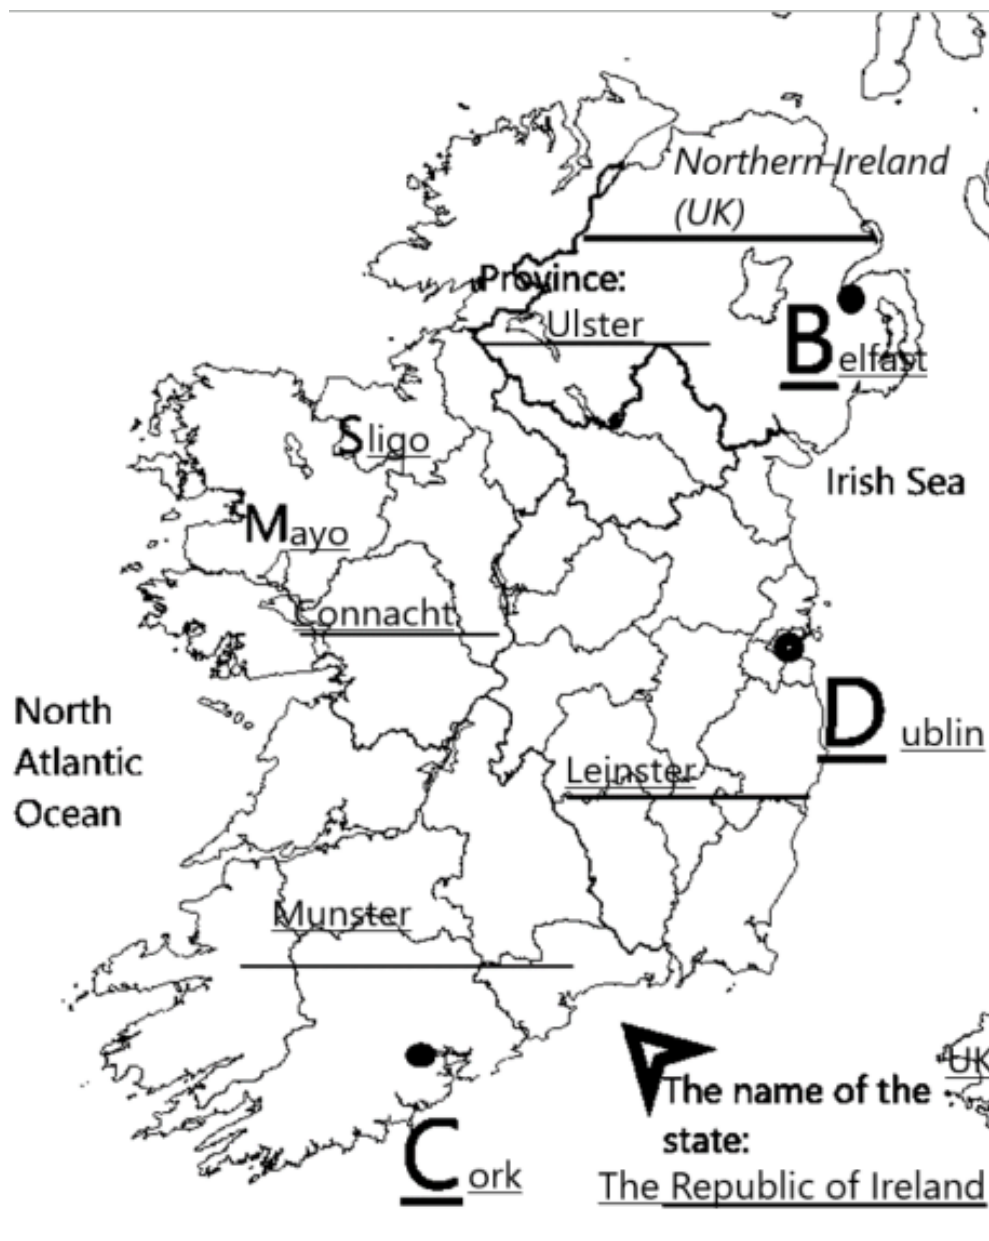 Northern Ireland
(UK)
Province:
Ulster
Belfast
Sligo
Irish Sea
Mayo
Connacht
North
Atlantic
Ocean
Dublin
Leinster
Munster
UK
The name of the
state:
Cork
The Republic of Ireland